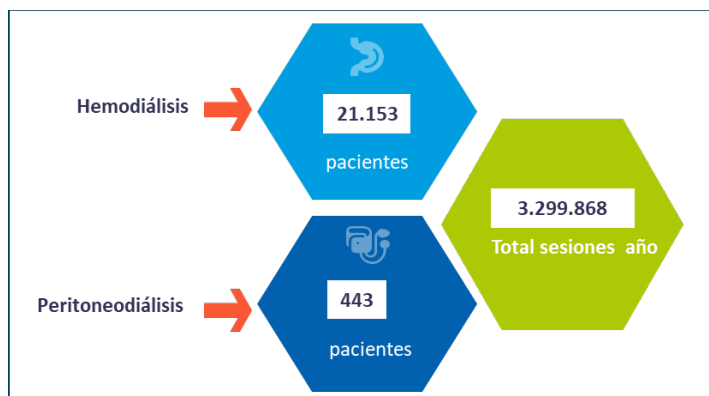 Hemodiálisis
21.153
pacientes
3.299.868
Total sesiones año
Peritoneodiálisis
443
pacientes